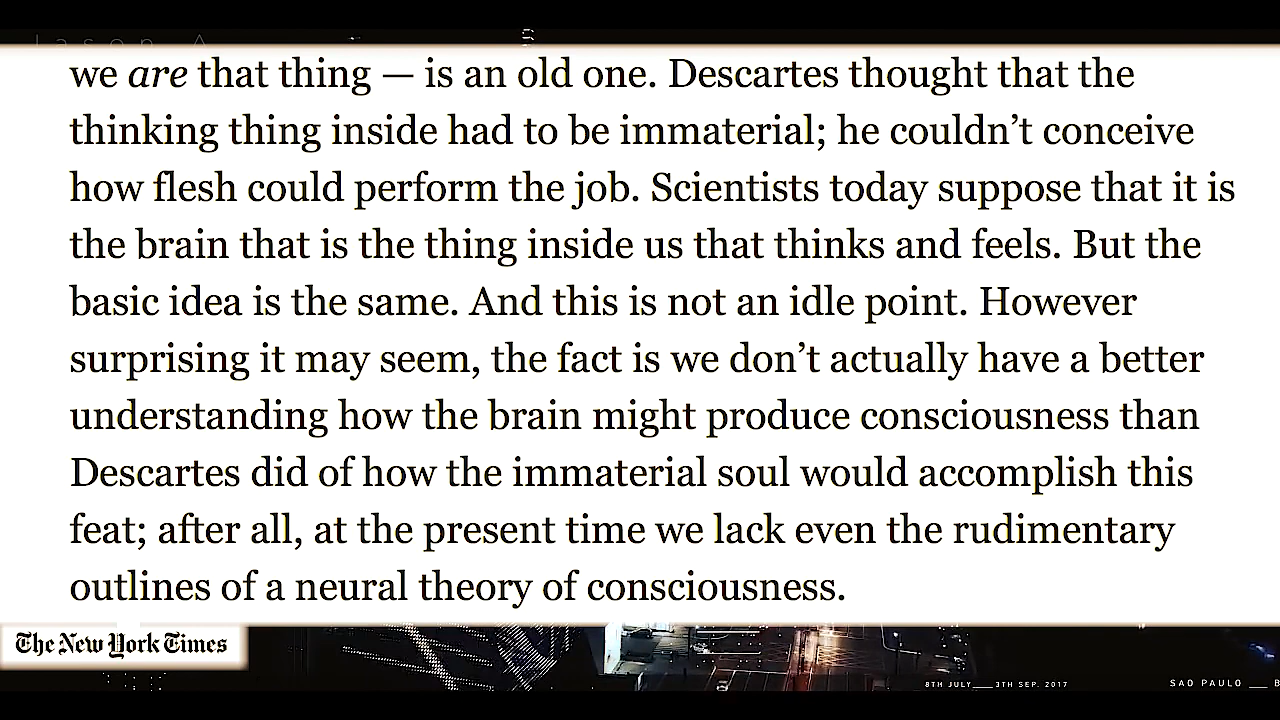 Jason A
we are that thing — is an old one. Descartes thought that the
thinking thing inside had to be immaterial; he couldn’t conceive
how flesh could perform the job. Scientists today suppose that it is
the brain that is the thing inside us that thinks and feels. But the
basic idea is the same. And this is not an idle point. However
surprising it may seem, the fact is we don’t actually have a better
understanding how the brain might produce consciousness than
Descartes did of how the immaterial soul would accomplish this
feat; after all, at the present time we lack even the rudimentary
outlines of a neural theory of consciousness.
The New York Times
8TH JULY___3TH SEP. 2017
SAO PAULO __ B